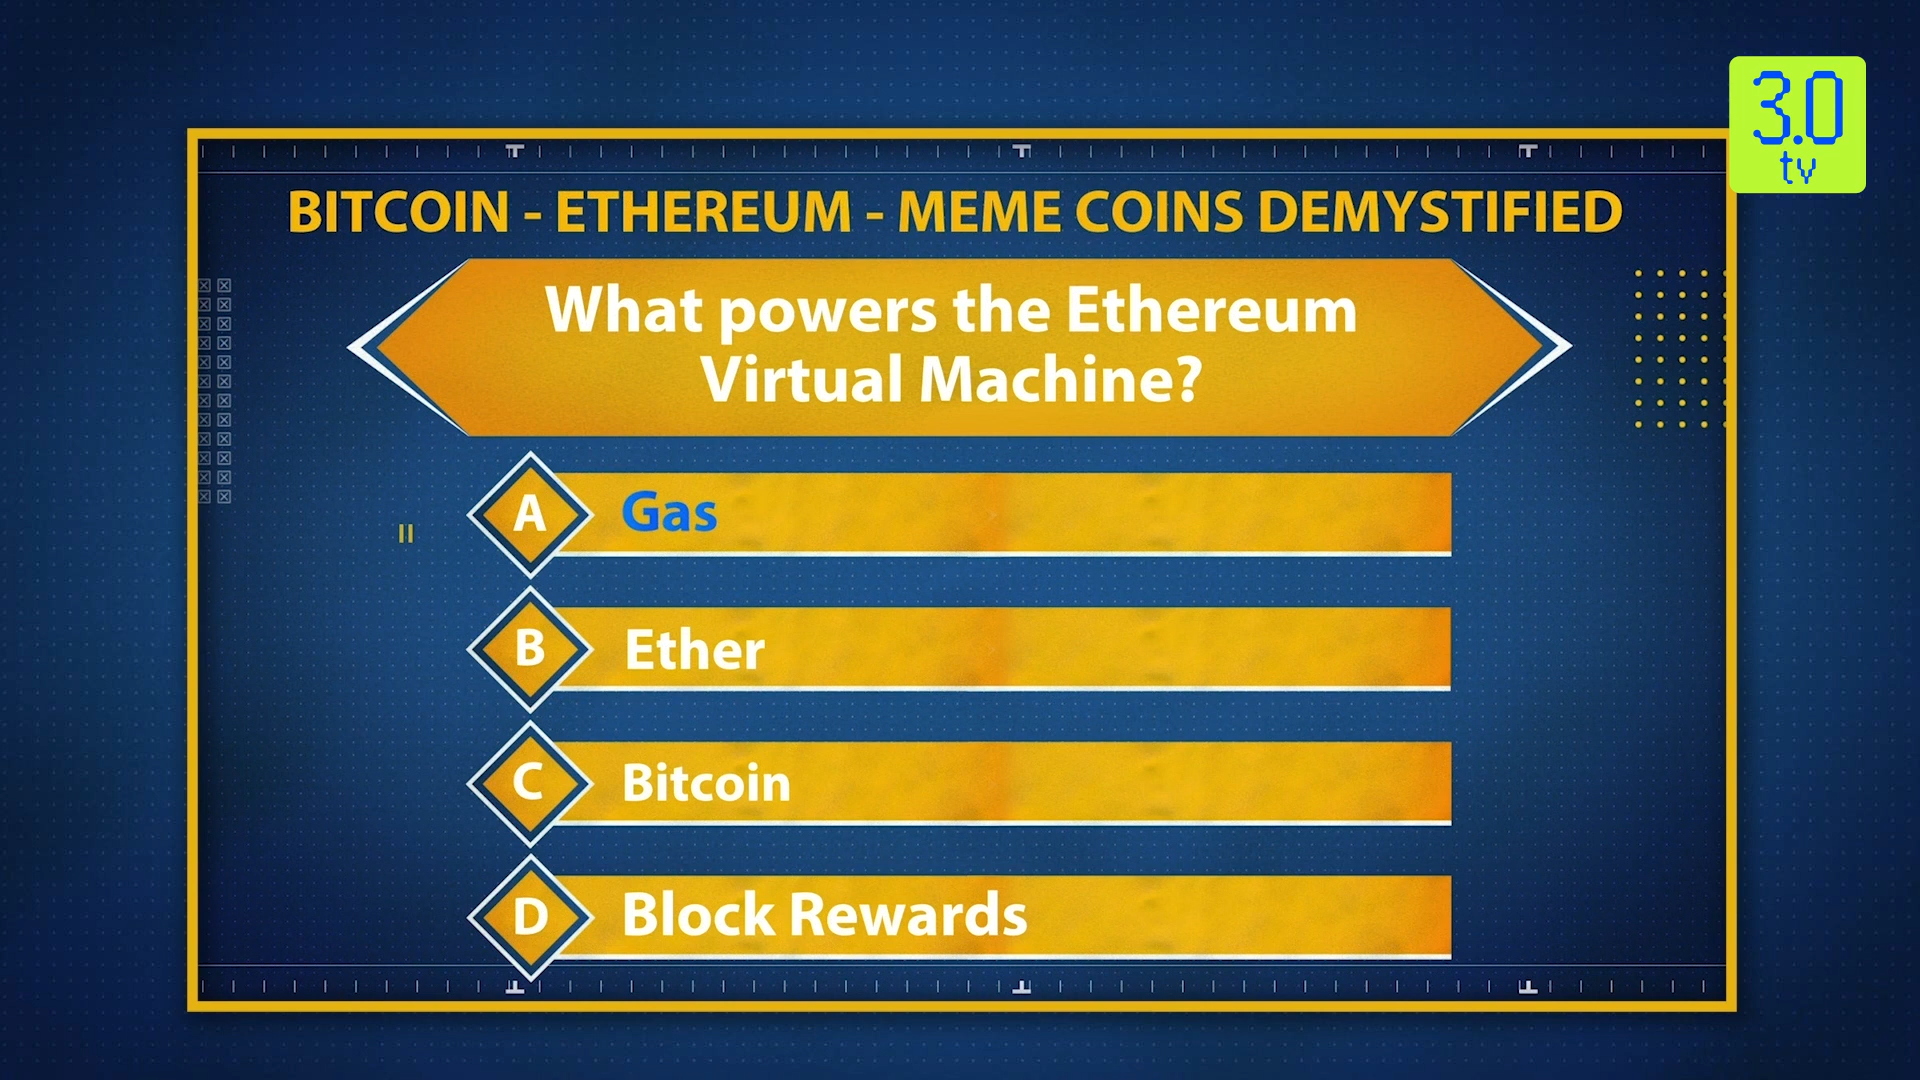 3.0
tv
BITCOIN - ETHEREUM - MEME COINS DEMYSTIFIED
What powers the Ethereum
Virtual Machine?
A Gas
B Ether
C Bitcoin
D Block Rewards